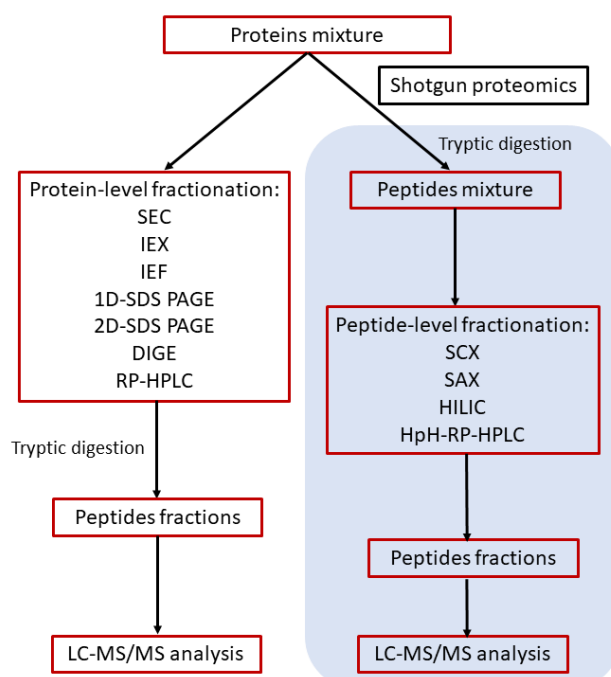 Proteins mixture
Shotgun proteomics
Tryptic digestion
Protein-level fractionation:
SEC
IEX
IEF
1D-SDS PAGE
2D-SDS PAGE
DIGE
RP-HPLC
Tryptic digestion
Peptides fractions
LC-MS/MS analysis
Peptides mixture
Peptide-level fractionation:
SCX
SAX
HILIC
HpH-RP-HPLC
Peptides fractions
LC-MS/MS analysis